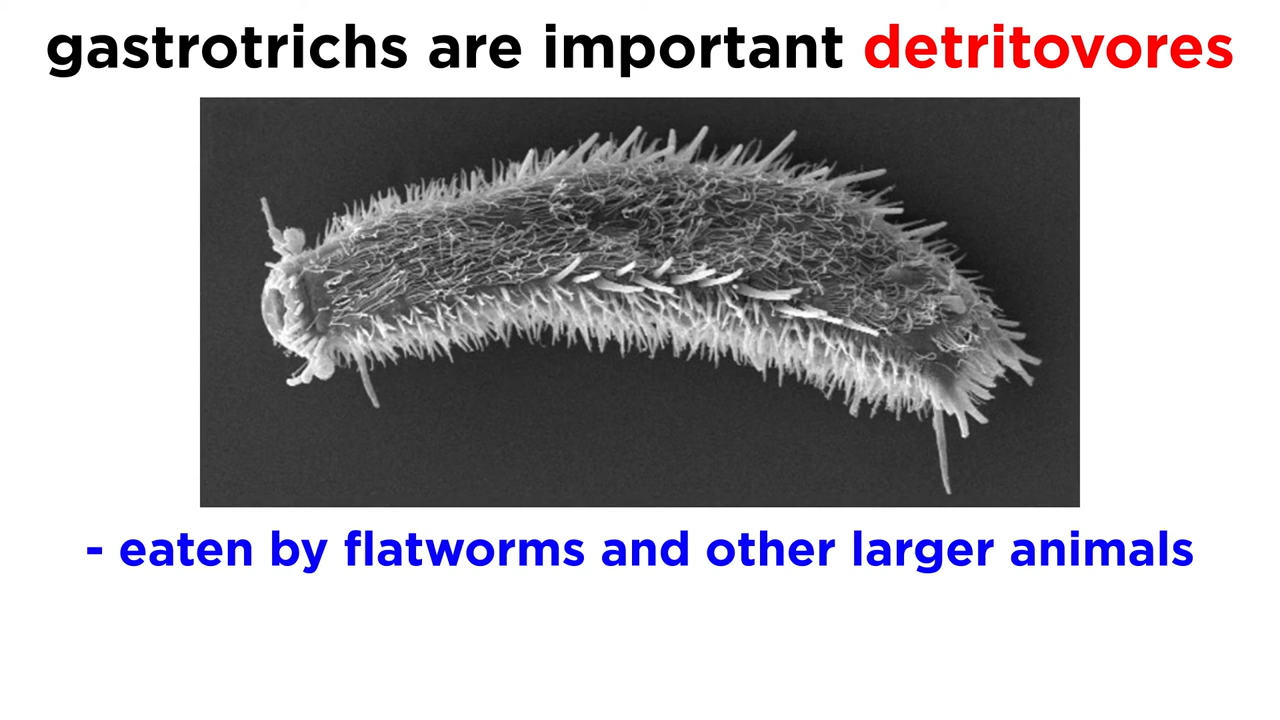 gastrotrichs are important detritovores
- eaten by flatworms and other larger animals